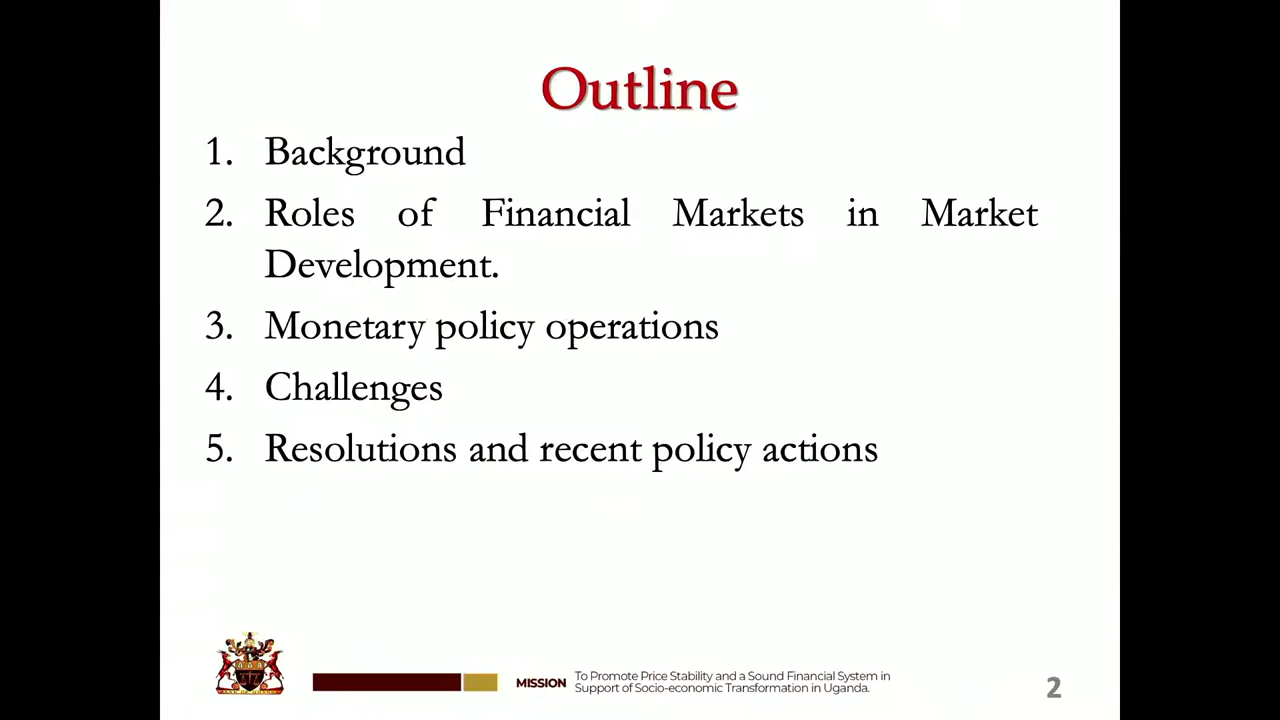 Outline
1. Background
2. Roles of Financial Markets in Market
Development.
3. Monetary policy operations
4. Challenges
5. Resolutions and recent policy actions
MISSION
To Promote Price Stability and a Sound Financial System in
Support of Socio-economic Transformation in Uganda.
2